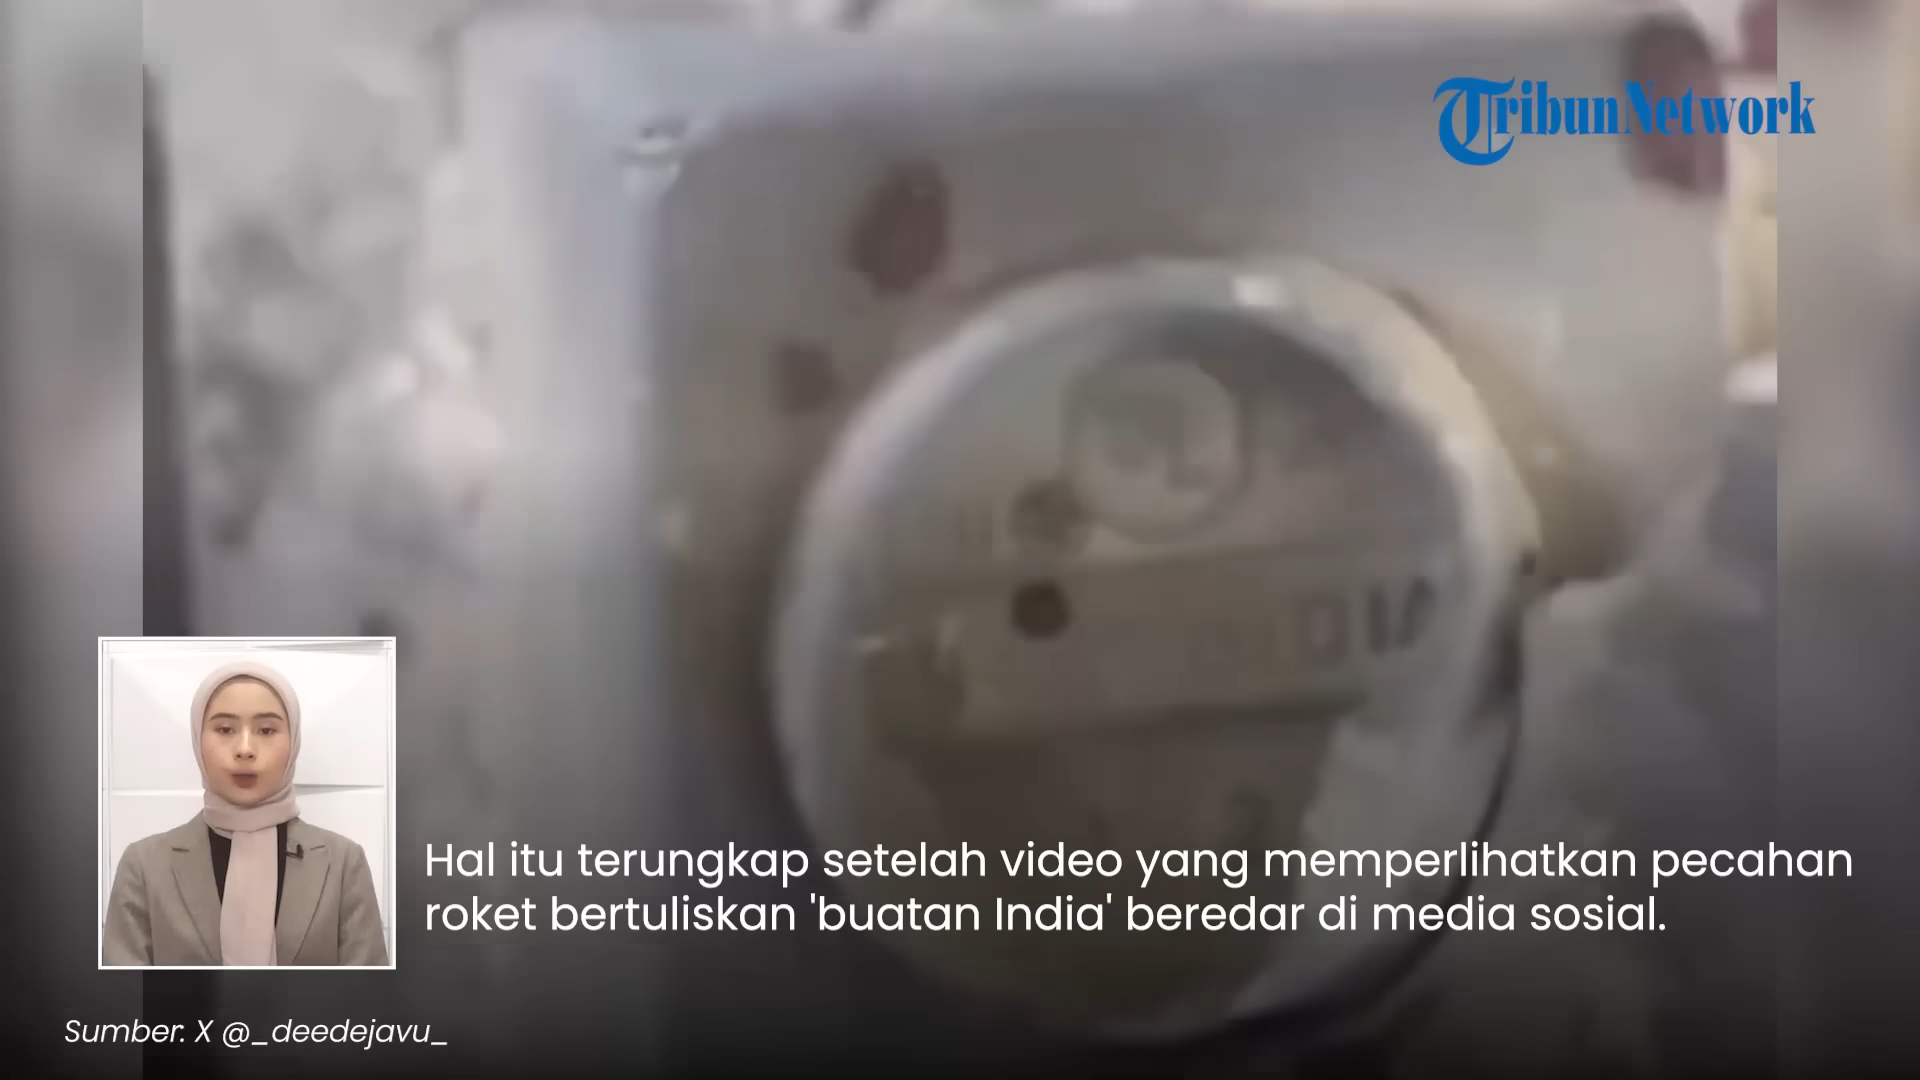 TribunNetwork
Hal itu terungkap setelah video yang memperlihatkan pecahan
roket bertuliskan 'buatan India' beredar di media sosial.
Sumber: X @_deedejavu_